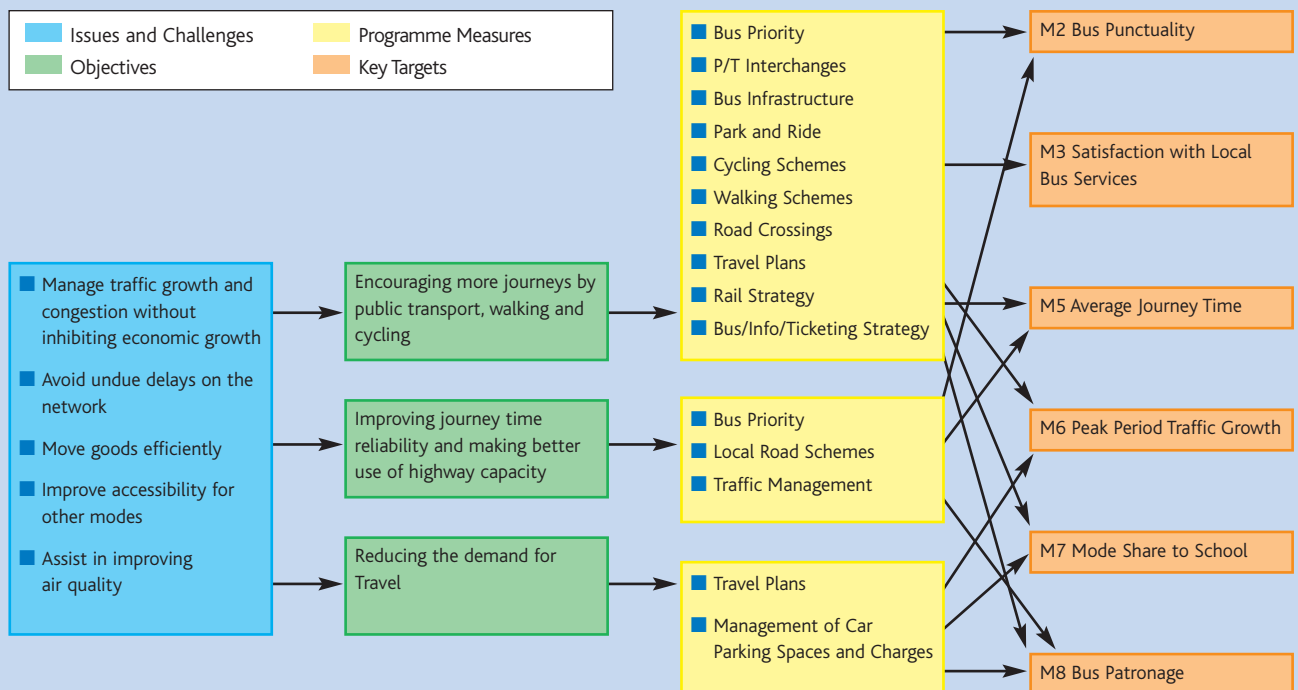 Issues and Challenges
Programme Measures
Objectives
Key Targets
Manage traffic growth and
congestion without
inhibiting economic growth
Avoid undue delays on the
network
Move goods efficiently
Improve accessibility for
other modes
Assist in improving
air quality
Encouraging more journeys by
public transport, walking and
cycling
Improving journey time
reliability and making better
use of highway capacity
Reducing the demand for
Travel
Bus Priority
P/T Interchanges
Bus Infrastructure
Park and Ride
Cycling Schemes
Walking Schemes
Road Crossings
Travel Plans
Rail Strategy
Bus/Info/Ticketing Strategy
Bus Priority
Local Road Schemes
Traffic Management
Travel Plans
Management of Car
Parking Spaces and Charges
M2 Bus Punctuality
M3 Satisfaction with Local
Bus Services
M5 Average Journey Time
M6 Peak Period Traffic Growth
M7 Mode Share to School
M8 Bus Patronage